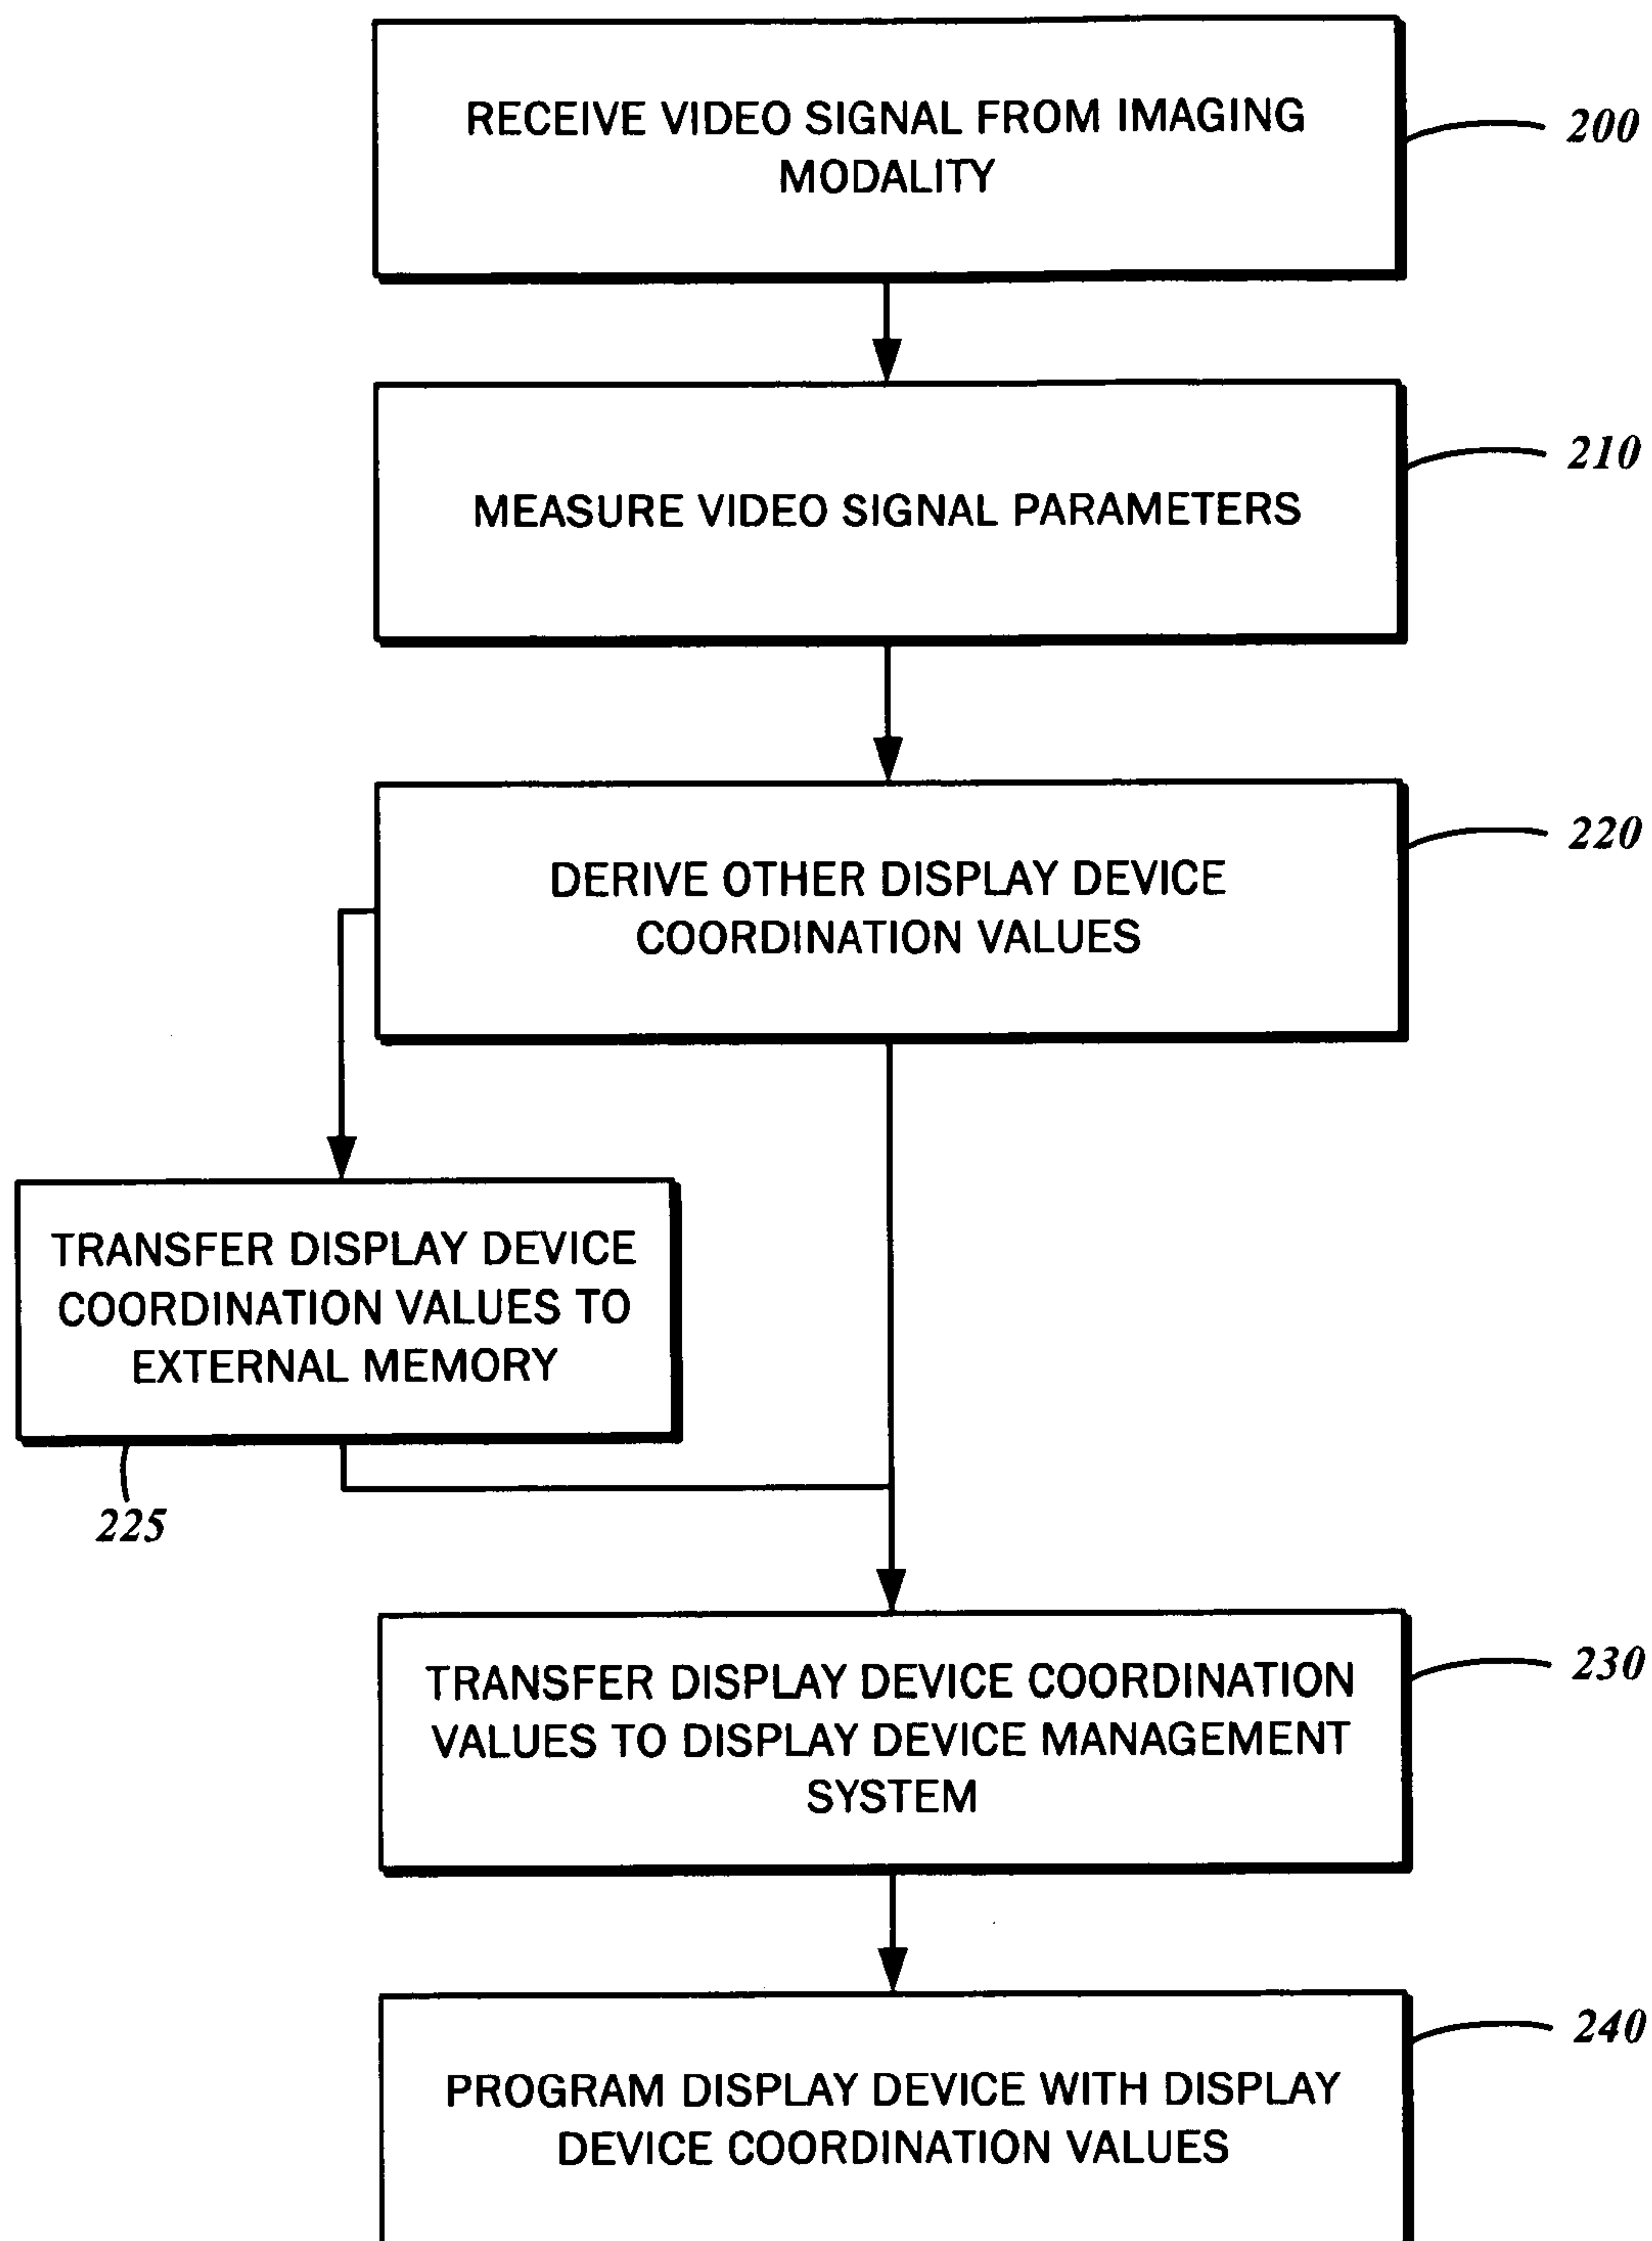 RECEIVE VIDEO SIGNAL FROM IMAGING
MODALITY
200
MEASURE VIDEO SIGNAL PARAMETERS
210
DERIVE OTHER DISPLAY DEVICE
COORDINATION VALUES
220
TRANSFER DISPLAY DEVICE
COORDINATION VALUES TO
EXTERNAL MEMORY
225
TRANSFER DISPLAY DEVICE COORDINATION
VALUES TO DISPLAY DEVICE MANAGEMENT
SYSTEM
230
PROGRAM DISPLAY DEVICE WITH DISPLAY
DEVICE COORDINATION VALUES
240